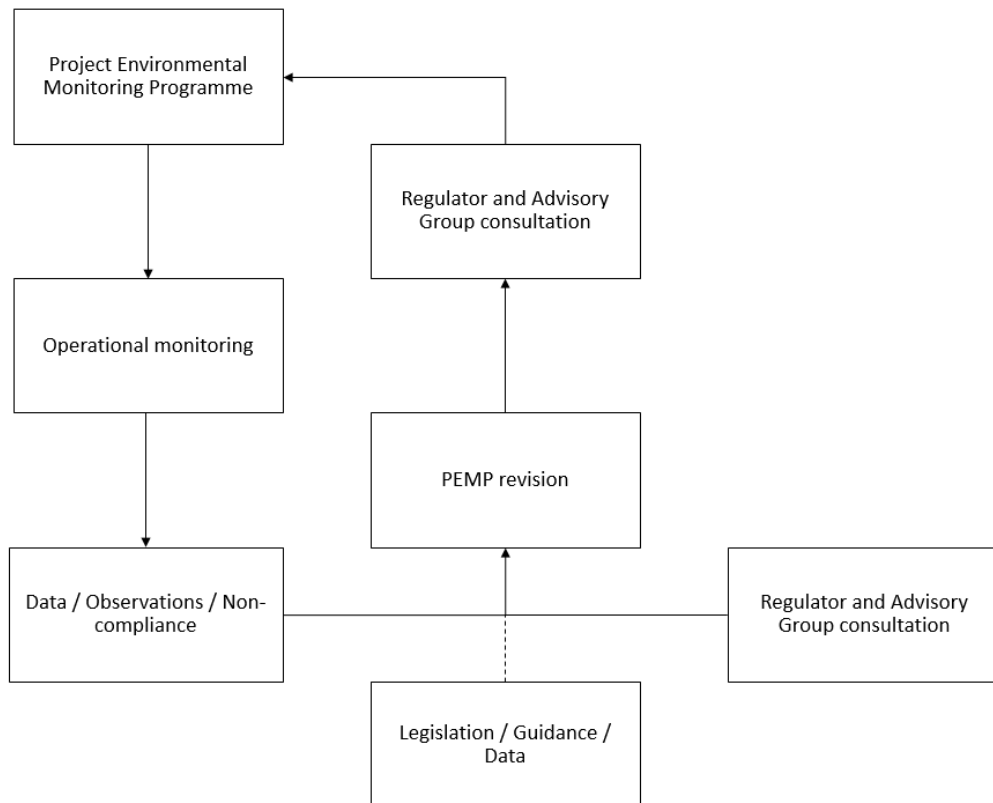 Project Environmental
Monitoring Programme
Regulator and Advisory
Group consultation
Operational monitoring
PEMP revision
Data / Observations / Non-
compliance
Regulator and Advisory
Group consultation
Legislation / Guidance /
Data